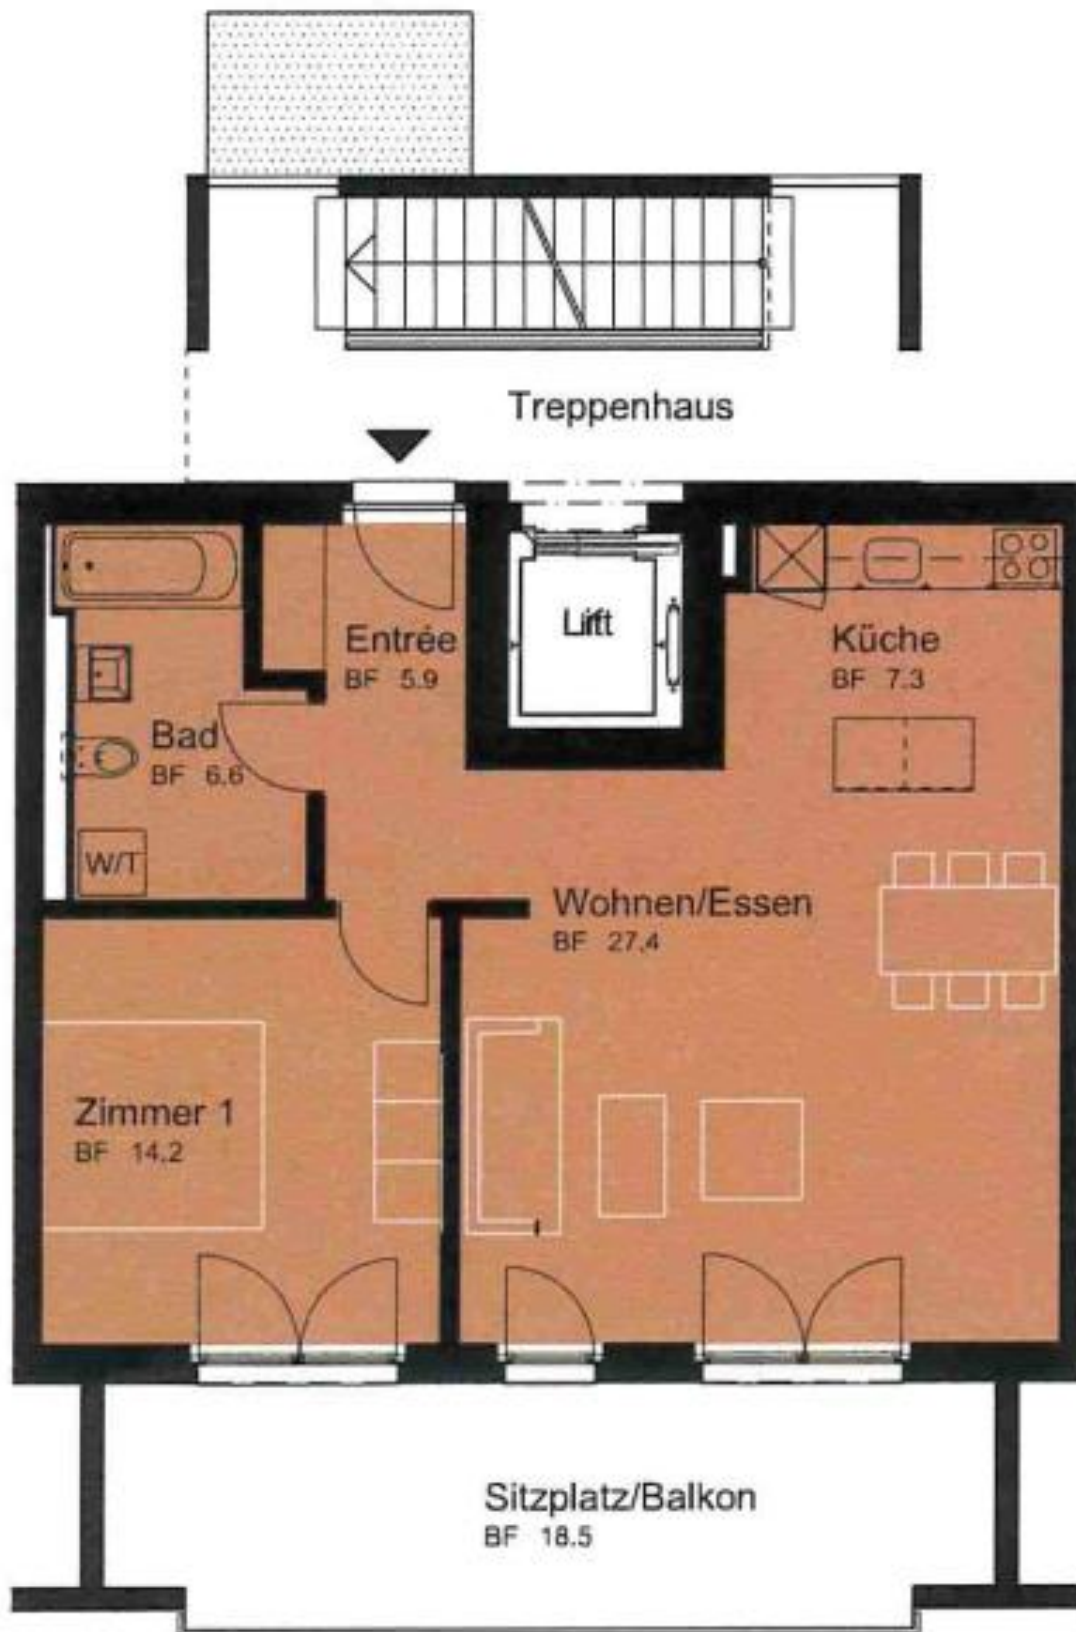 Treppenhaus
Lift
Entrée
BF 5.9
Küche
BF 7.3
Bad
BF 6.6
W/T
Wohnen/Essen
BF 27.4
Zimmer 1
BF 14.2
Sitzplatz/Balkon
BF 18.5